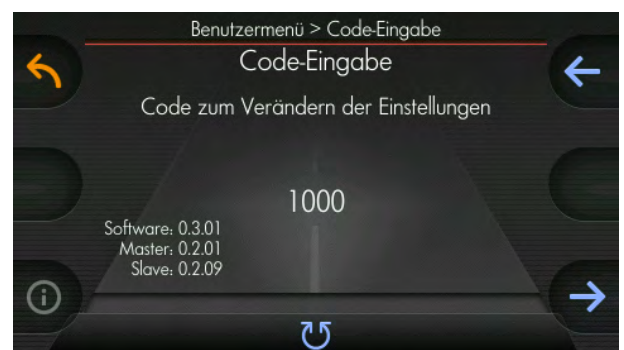 Benutzermenü > Code-Eingabe
Code-Eingabe
Code zum Verändern der Einstellungen
1000
Software: 0.3.01
Master: 0.2.01
Slave: 0.2.09